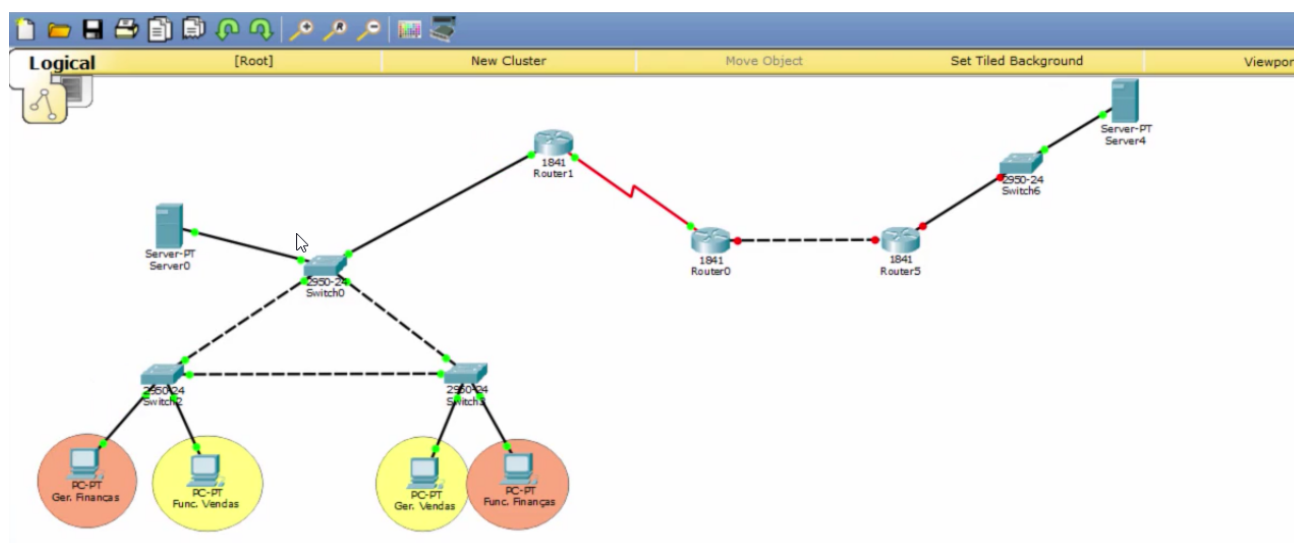 Logical
[Root]
New Cluster
Move Object
Set Tiled Background
Viewpor
Server-PT
Server4
1841
Router1
2950-24
Switch6
Server-PT
Server0
1841
Router0
1841
Router5
2950-24
Switch0
2950-24
Switch2
2950-24
Switch3
PC-PT
Ger. Finanças
PC-PT
Func. Vendas
PC-PT
Ger. Vendas
PC-PT
Func. Finanças